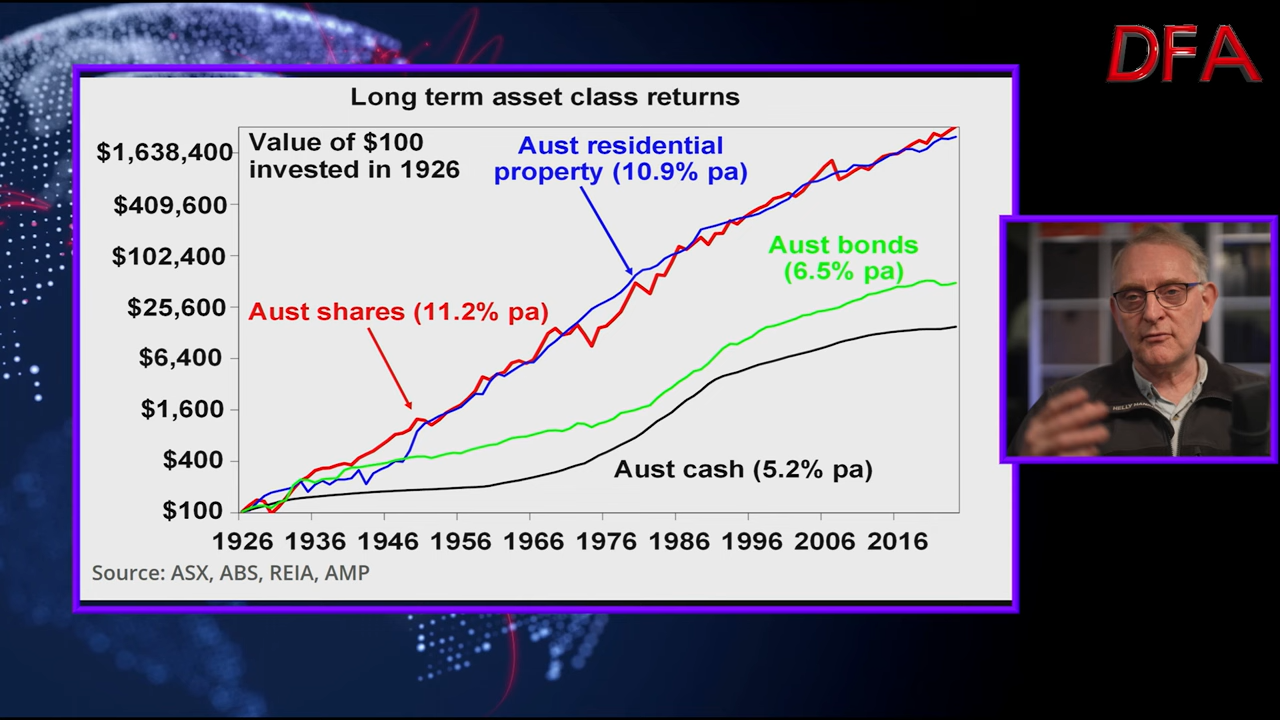 DFA
Long term asset class returns
Value of $100
invested in 1926
Aust residential
property (10.9% pa)
Aust bonds
(6.5% pa)
Aust shares (11.2% pa)
Aust cash (5.2% pa)
$1,638,400
$409,600
$102,400
$25,600
$6,400
$1,600
$400
$100
1926 1936 1946 1956 1966 1976 1986 1996 2006 2016
Source: ASX, ABS, REIA, AMP